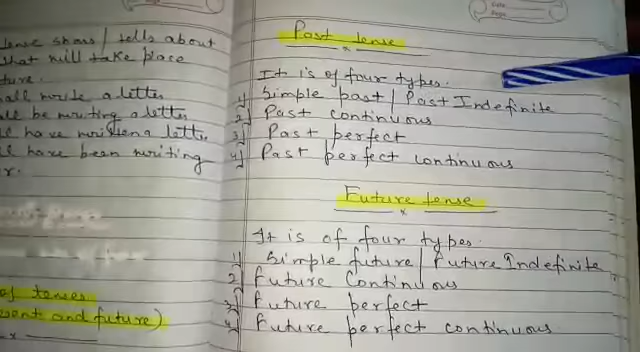 tense shows / tells about
that will take place
ture.
all write a letter
ll be writing a letter
ll have written a lette
ll have been writing
r.
of tenses
sent and future)
Date
Page
Past tense
It is of four types.
1) Simple past / Past Indefinite
2) Past continuous
3) Past perfect
4) Past perfect continuous
Future tense
It is of four types.
1) Simple future / Future Indefinite
2) Future Continuous
3) Future perfect
4) Future perfect continuous